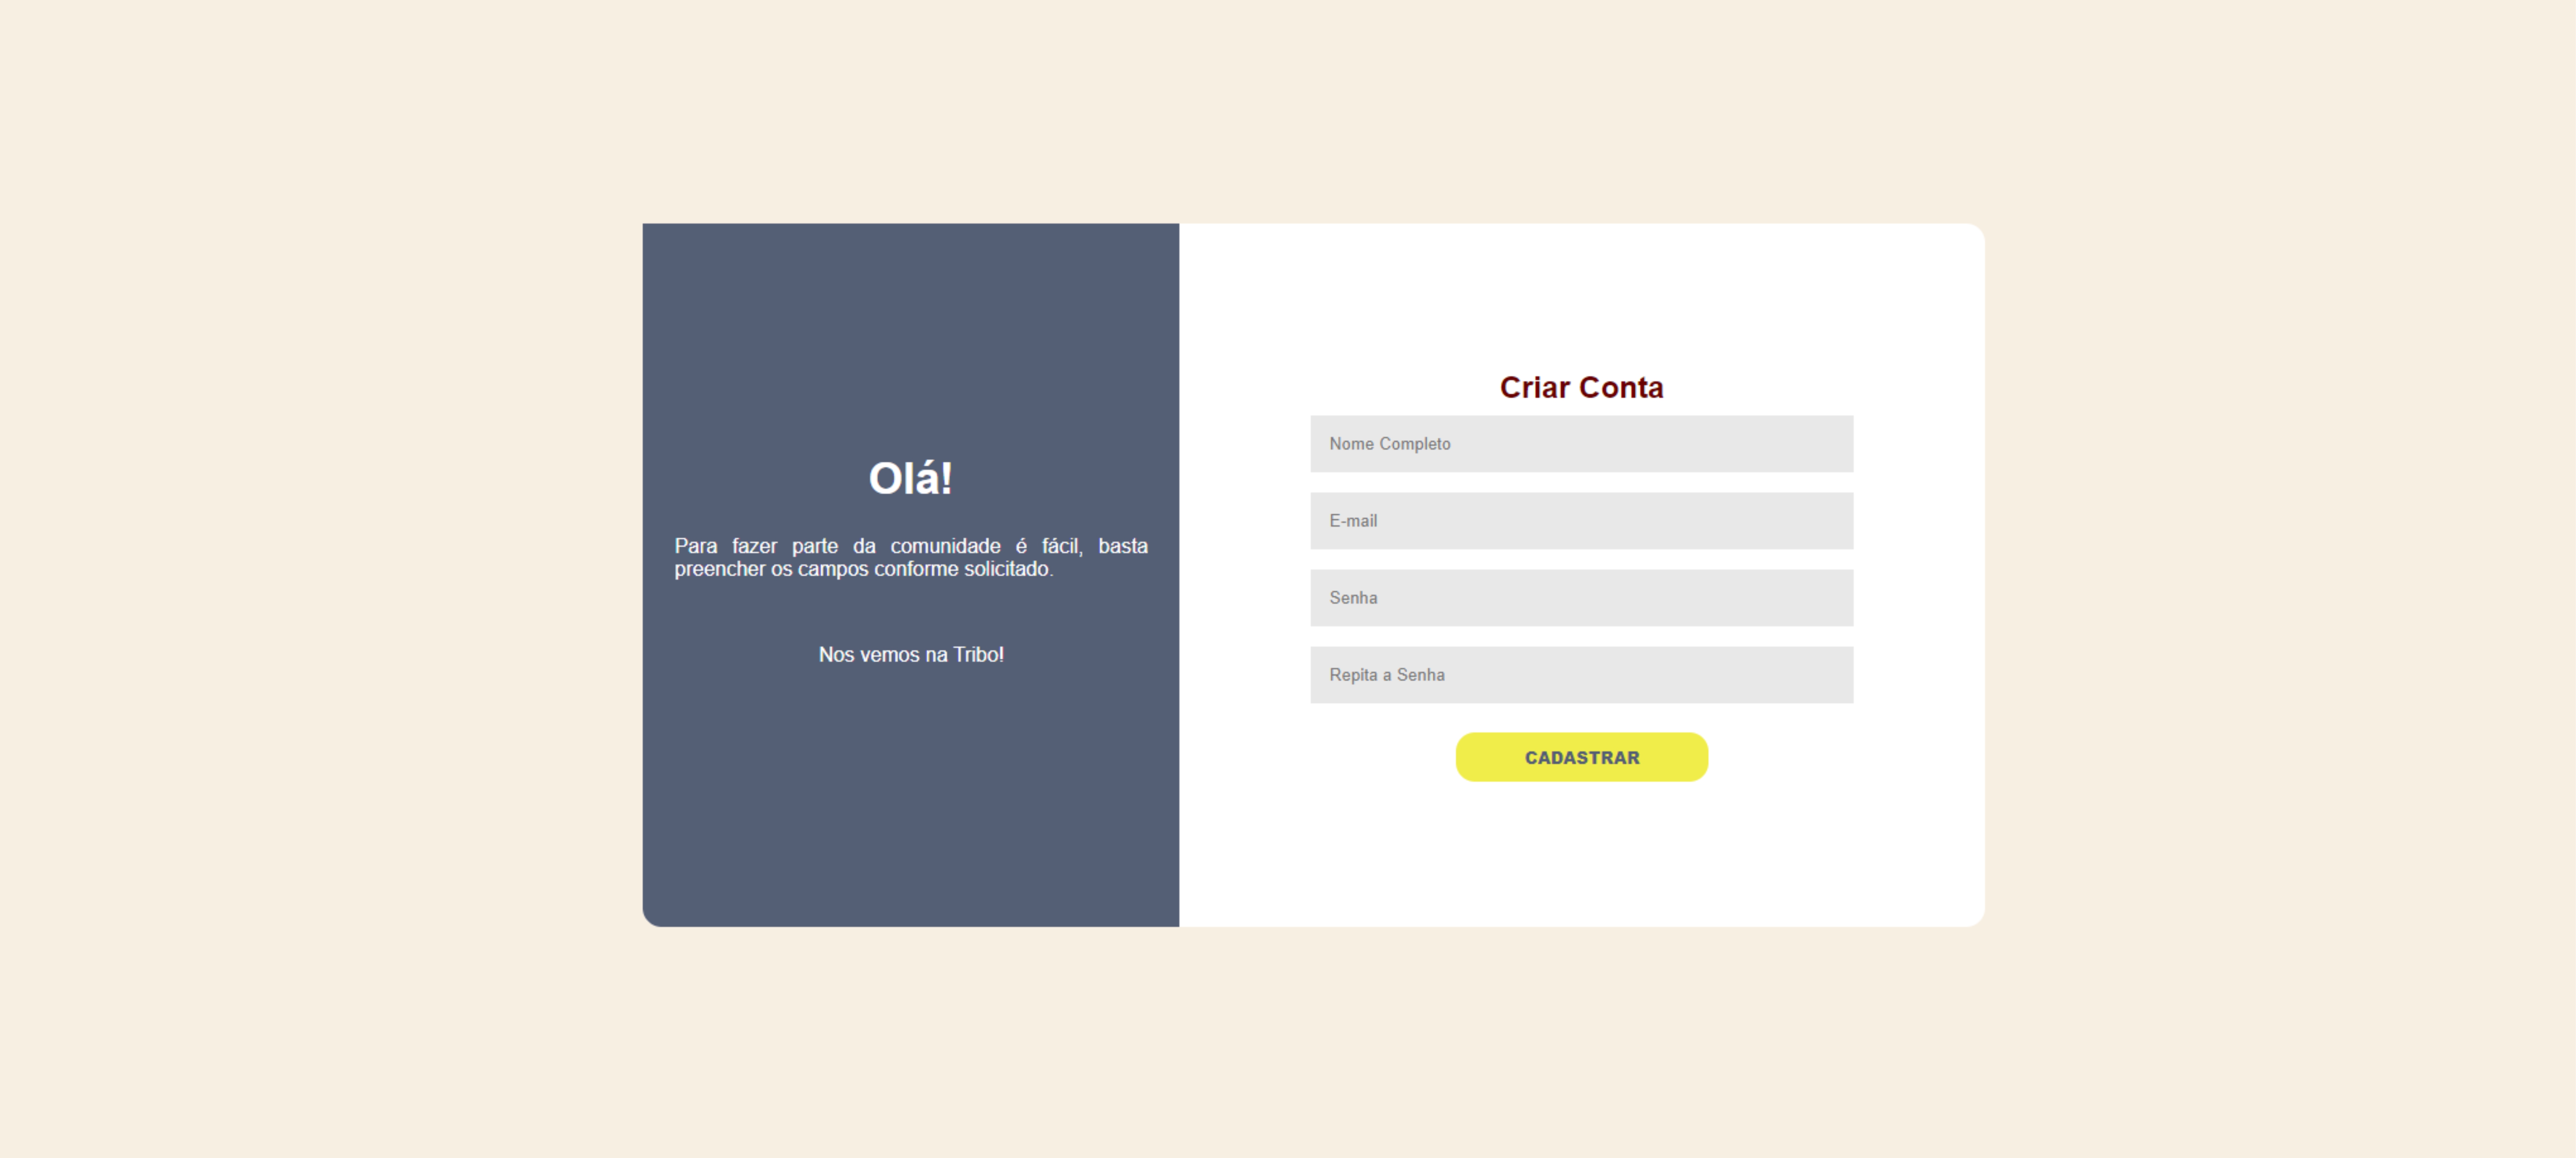 Olá!
Para fazer parte da comunidade é fácil, basta
preencher os campos conforme solicitado.
Nos vemos na Tribo!
Criar Conta
Nome Completo
E-mail
Senha
Repita a Senha
CADASTRAR